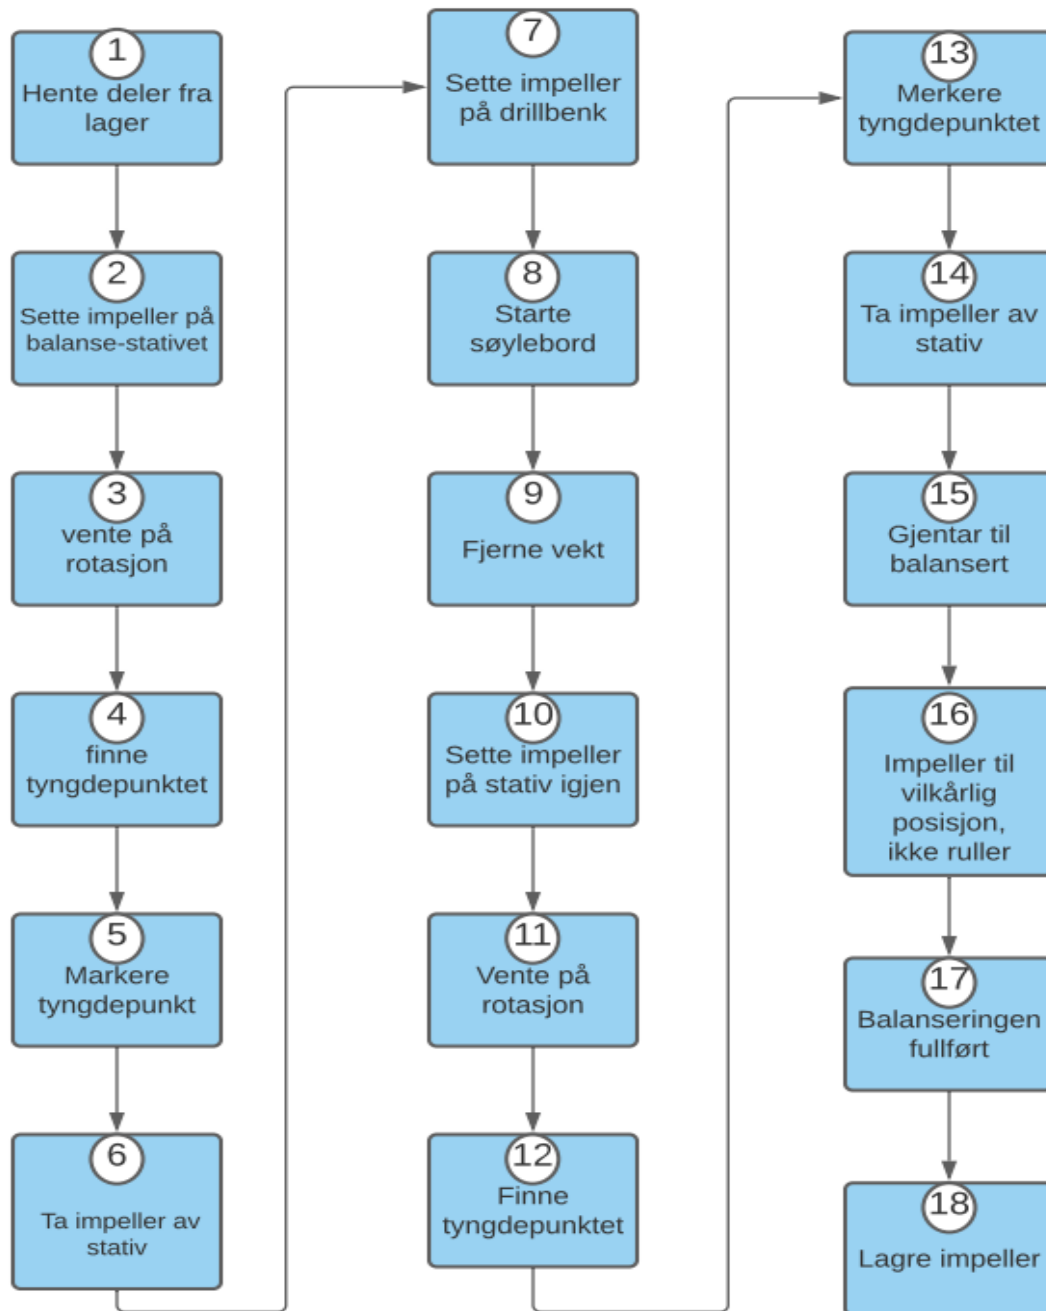 1
Hente deler fra
lager
2
Sette impeller på
balanse-stativet
3
vente på
rotasjon
4
finne
tyngdepunktet
5
Markere
tyngdepunkt
6
Ta impeller av
stativ
7
Sette impeller
på drillbenk
8
Starte
søylebord
9
Fjerne vekt
10
Sette impeller
på stativ igjen
11
Vente på
rotasjon
12
Finne
tyngdepunktet
13
Merkere
tyngdepunktet
14
Ta impeller av
stativ
15
Gjentar til
balansert
16
Impeller til
vilkårlig
posisjon,
ikke ruller
17
Balanseringen
fullført
18
Lagre impeller